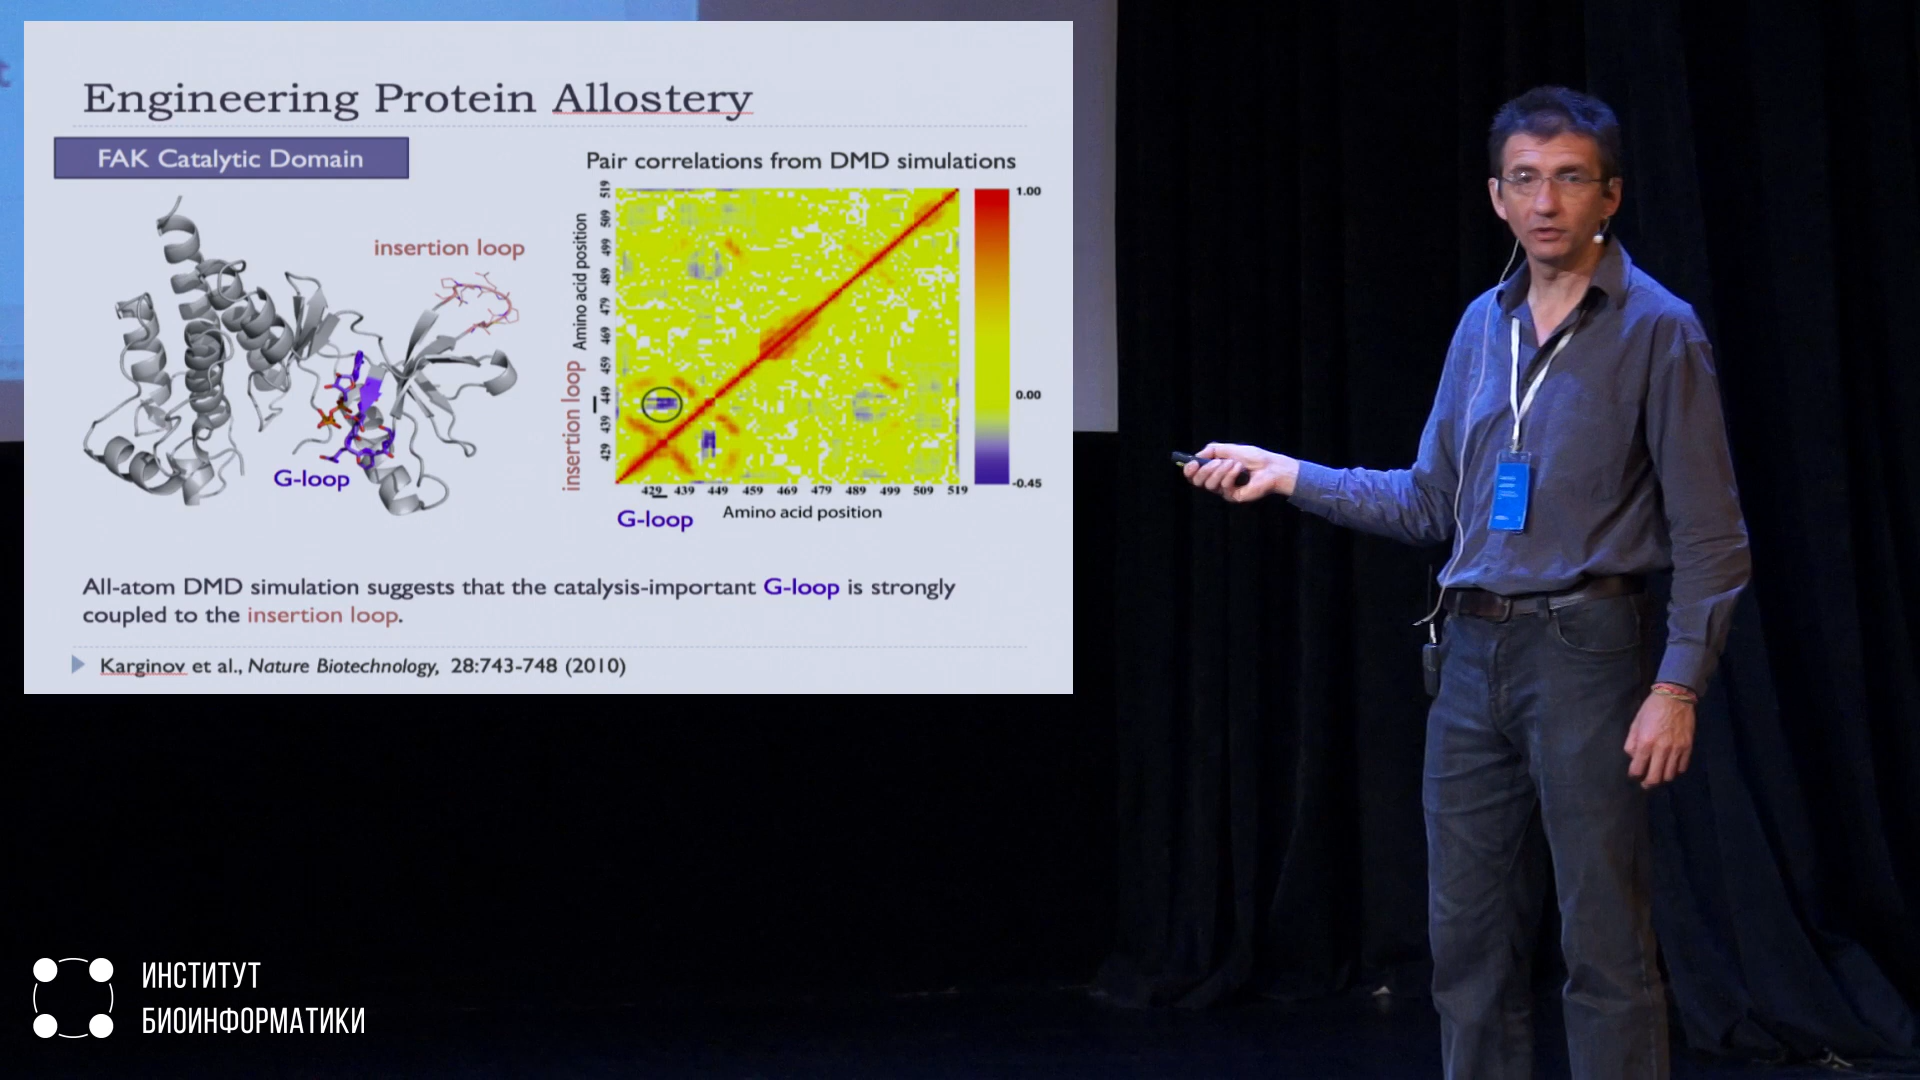 Engineering Protein Allostery
FAK Catalytic Domain
insertion loop
G-loop
Pair correlations from DMD simulations
Amino acid position
insertion loop
519
509
499
489
479
469
459
449
439
429
429 439 449 459 469 479 489 499 509 519
G-loop
Amino acid position
1.00
0.00
-0.45
All-atom DMD simulation suggests that the catalysis-important G-loop is strongly
coupled to the insertion loop.
Karginov et al., Nature Biotechnology, 28:743-748 (2010)
ИНСТИТУТ
БИОИНФОРМАТИКИ